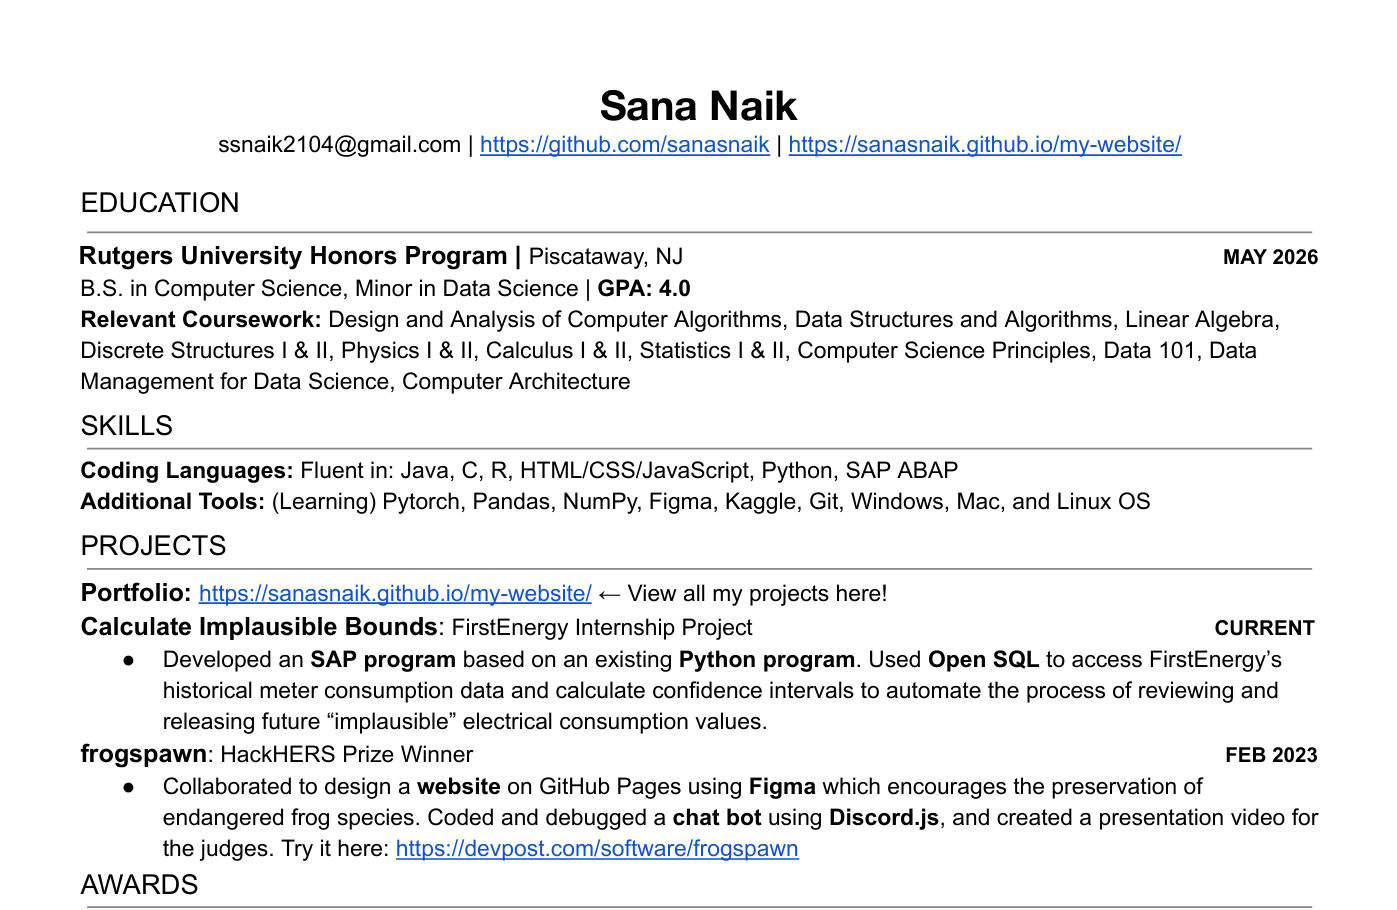 Sana Naik
ssnaik2104@gmail.com | https://github.com/sanasnaik | https://sanasnaik.github.io/my-website/
EDUCATION
Rutgers University Honors Program | Piscataway, NJ MAY 2026
B.S. in Computer Science, Minor in Data Science | GPA: 4.0
Relevant Coursework: Design and Analysis of Computer Algorithms, Data Structures and Algorithms, Linear Algebra,
Discrete Structures I & II, Physics I & II, Calculus I & II, Statistics I & II, Computer Science Principles, Data 101, Data
Management for Data Science, Computer Architecture
SKILLS
Coding Languages: Fluent in: Java, C, R, HTML/CSS/JavaScript, Python, SAP ABAP
Additional Tools: (Learning) Pytorch, Pandas, NumPy, Figma, Kaggle, Git, Windows, Mac, and Linux OS
PROJECTS
Portfolio: https://sanasnaik.github.io/my-website/ ← View all my projects here!
Calculate Implausible Bounds: FirstEnergy Internship Project CURRENT
● Developed an SAP program based on an existing Python program. Used Open SQL to access FirstEnergy’s
historical meter consumption data and calculate confidence intervals to automate the process of reviewing and
releasing future “implausible” electrical consumption values.
frogspawn: HackHERS Prize Winner FEB 2023
● Collaborated to design a website on GitHub Pages using Figma which encourages the preservation of
endangered frog species. Coded and debugged a chat bot using Discord.js, and created a presentation video for
the judges. Try it here: https://devpost.com/software/frogspawn
AWARDS